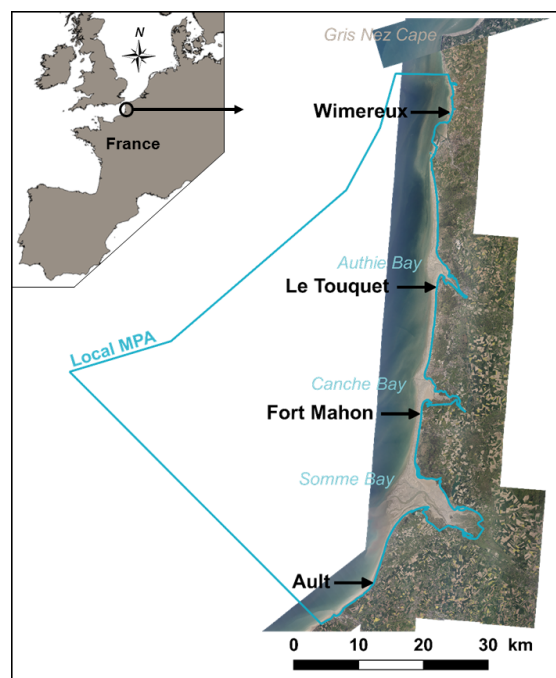 Gris Nez Cape
N
Wimereux
France
Authie Bay
Le Touquet
Local MPA
Canche Bay
Fort Mahon
Somme Bay
Ault
0 10 20 30 km